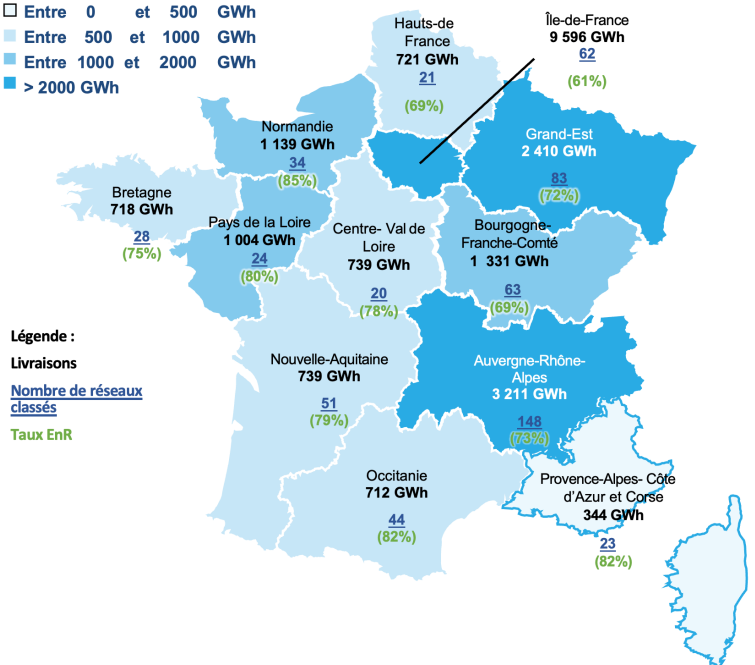 Entre 0 et 500 GWh
Entre 500 et 1000 GWh
Entre 1000 et 2000 GWh
> 2000 GWh
Hauts-de
France
721 GWh
21
(69%)
Île-de-France
9 596 GWh
62
(61%)
Normandie
1 139 GWh
34
(85%)
Grand-Est
2 410 GWh
83
(72%)
Bretagne
718 GWh
28
(75%)
Pays de la Loire
1 004 GWh
24
(80%)
Centre- Val de
Loire
739 GWh
20
(78%)
Bourgogne-
Franche-Comté
1 331 GWh
63
(69%)
Légende :
Livraisons
Nombre de réseaux
classés
Taux EnR
Nouvelle-Aquitaine
739 GWh
51
(79%)
Auvergne-Rhône-
Alpes
3 211 GWh
148
(73%)
Occitanie
712 GWh
44
(82%)
Provence-Alpes- Côte
d'Azur et Corse
344 GWh
23
(82%)